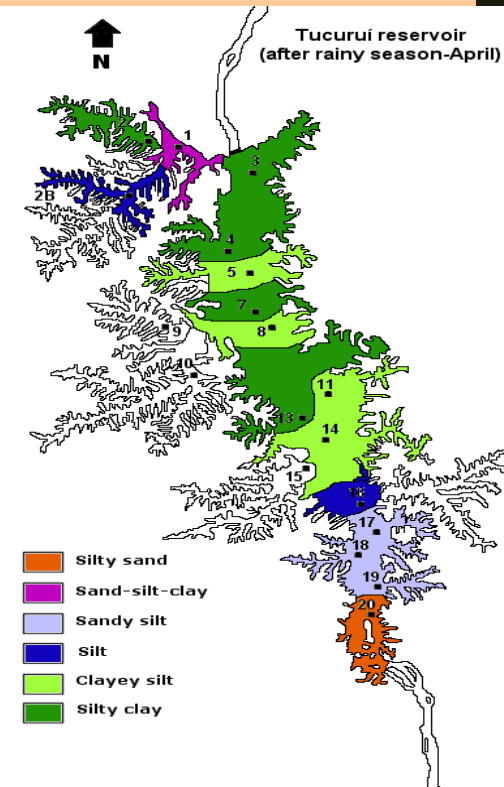 Tucuruí reservoir
(after rainy season-April)
N
1
2
3
2B
4
5
7
8
9
10
11
13
14
15
16
17
18
19
20
Silty sand
Sand-silt-clay
Sandy silt
Silt
Clayey silt
Silty clay